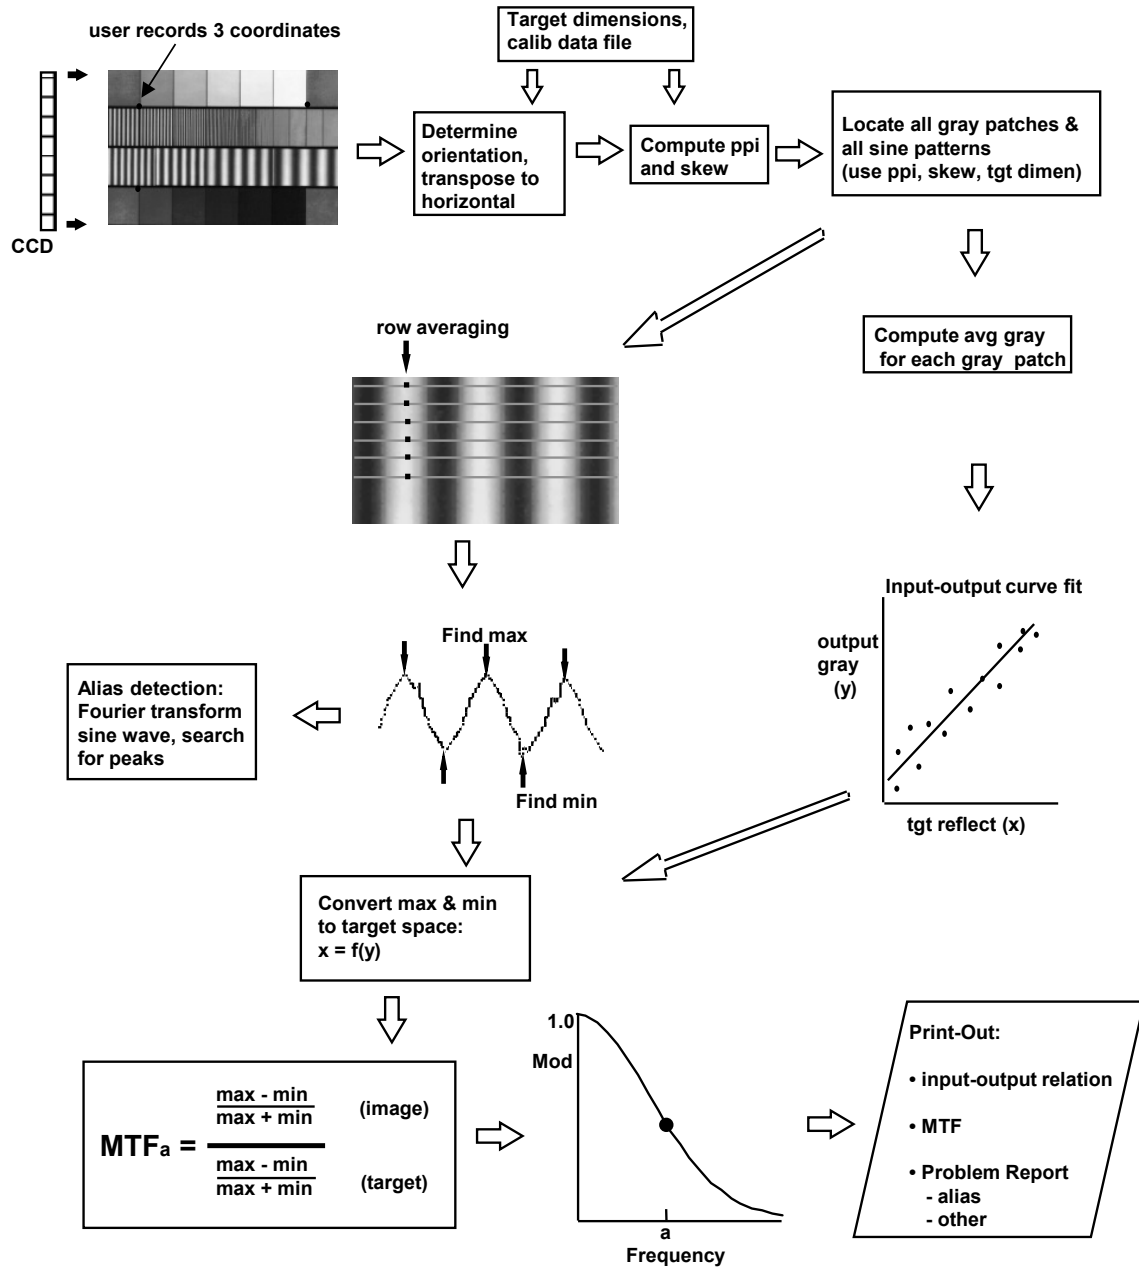 user records 3 coordinates
CCD
Target dimensions,
calib data file
Determine
orientation,
transpose to
horizontal
Compute ppi
and skew
Locate all gray patches &
all sine patterns
(use ppi, skew, tgt dimen)
row averaging
Compute avg gray
for each gray patch
Input-output curve fit
output
gray
(y)
tgt reflect (x)
Find max
Find min
Alias detection:
Fourier transform
sine wave, search
for peaks
Convert max & min
to target space:
x = f(y)
MTFa =
max - min
max + min
(image)
max - min
max + min
(target)
1.0
Mod
a
Frequency
Print-Out:
• input-output relation
• MTF
• Problem Report
- alias
- other